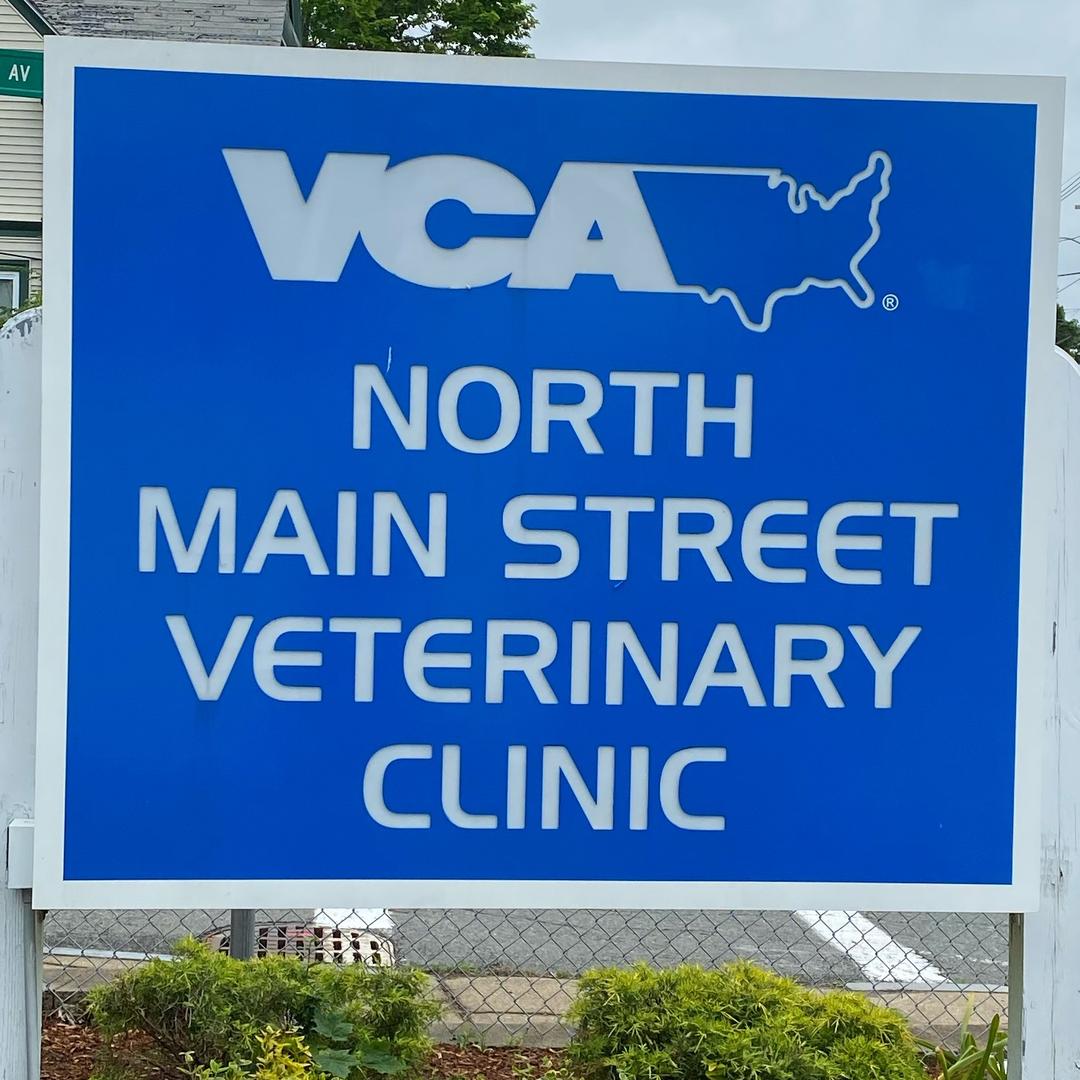 AV
VCA®
NORTH
MAIN STREET
VETERINARY
CLINIC